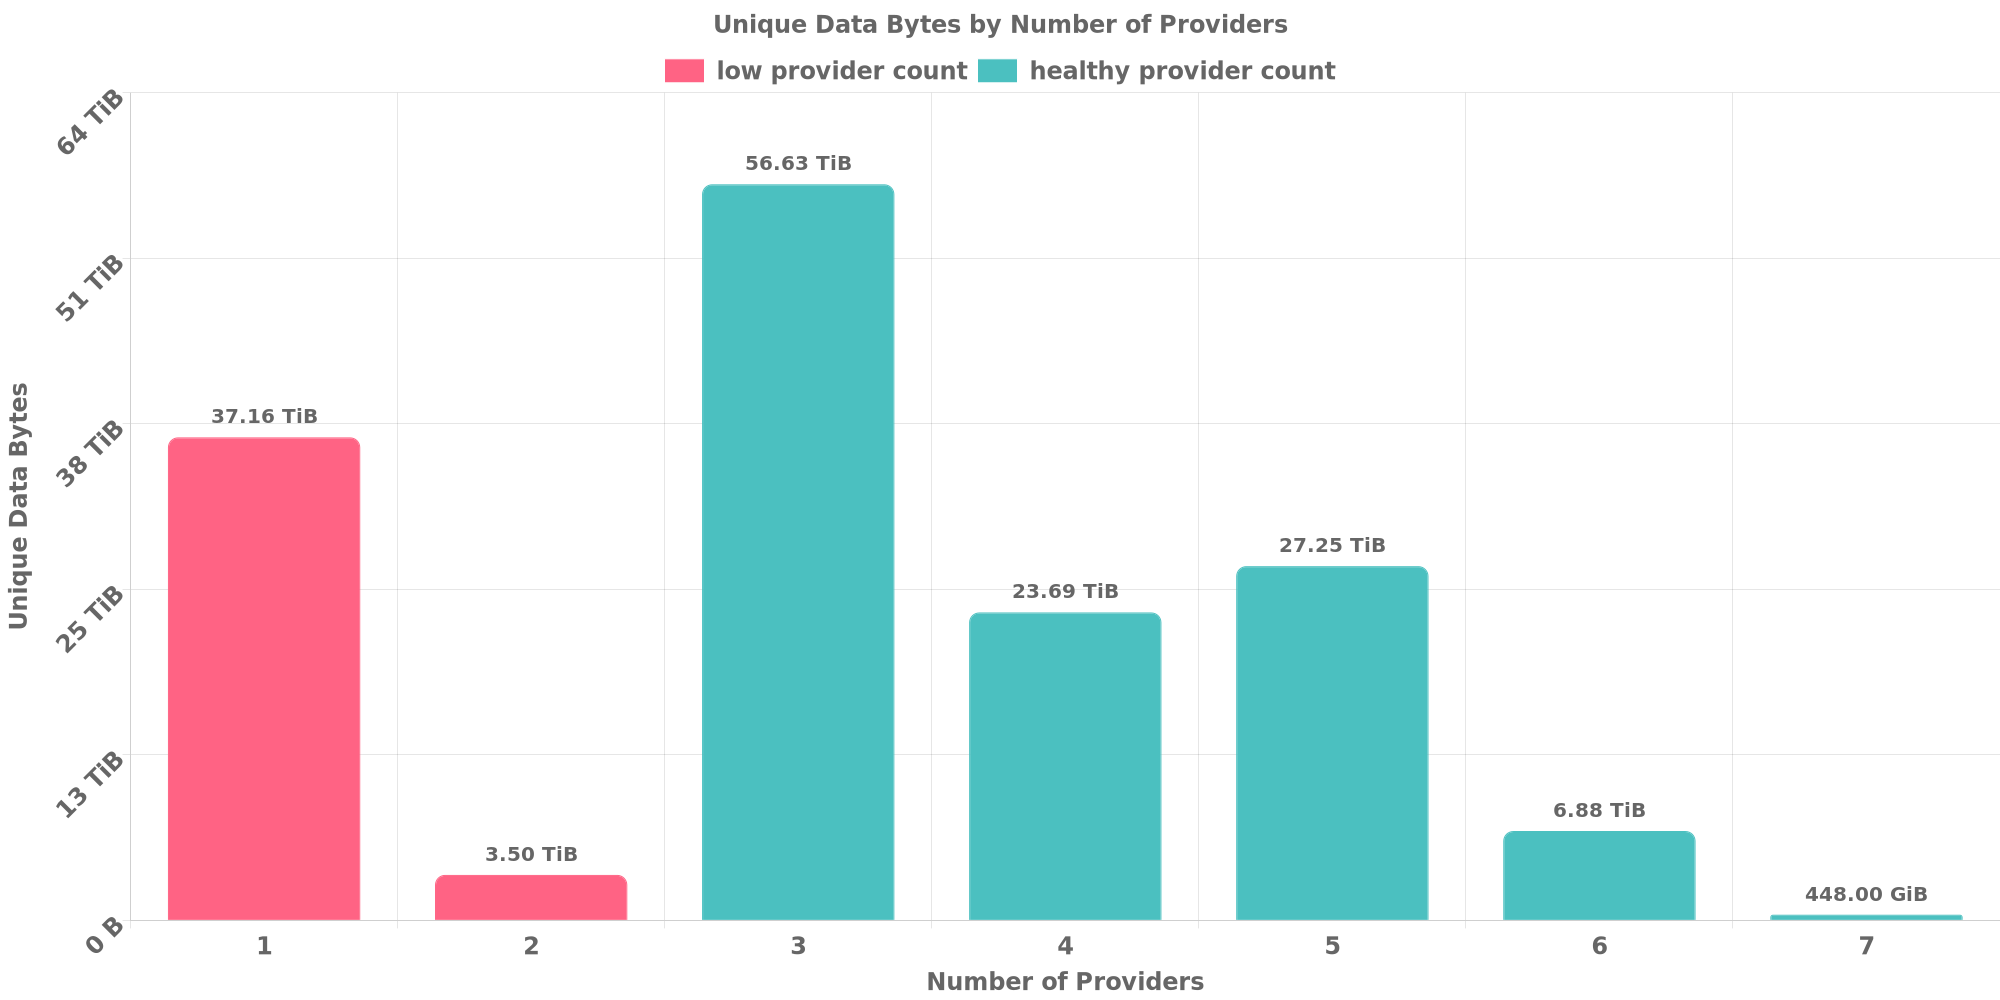 Unique Data Bytes by Number of Providers
low provider count healthy provider count
64 TiB
51 TiB
38 TiB
25 TiB
13 TiB
0 B
Unique Data Bytes
37.16 TiB
3.50 TiB
56.63 TiB
23.69 TiB
27.25 TiB
6.88 TiB
448.00 GiB
1 2 3 4 5 6 7
Number of Providers